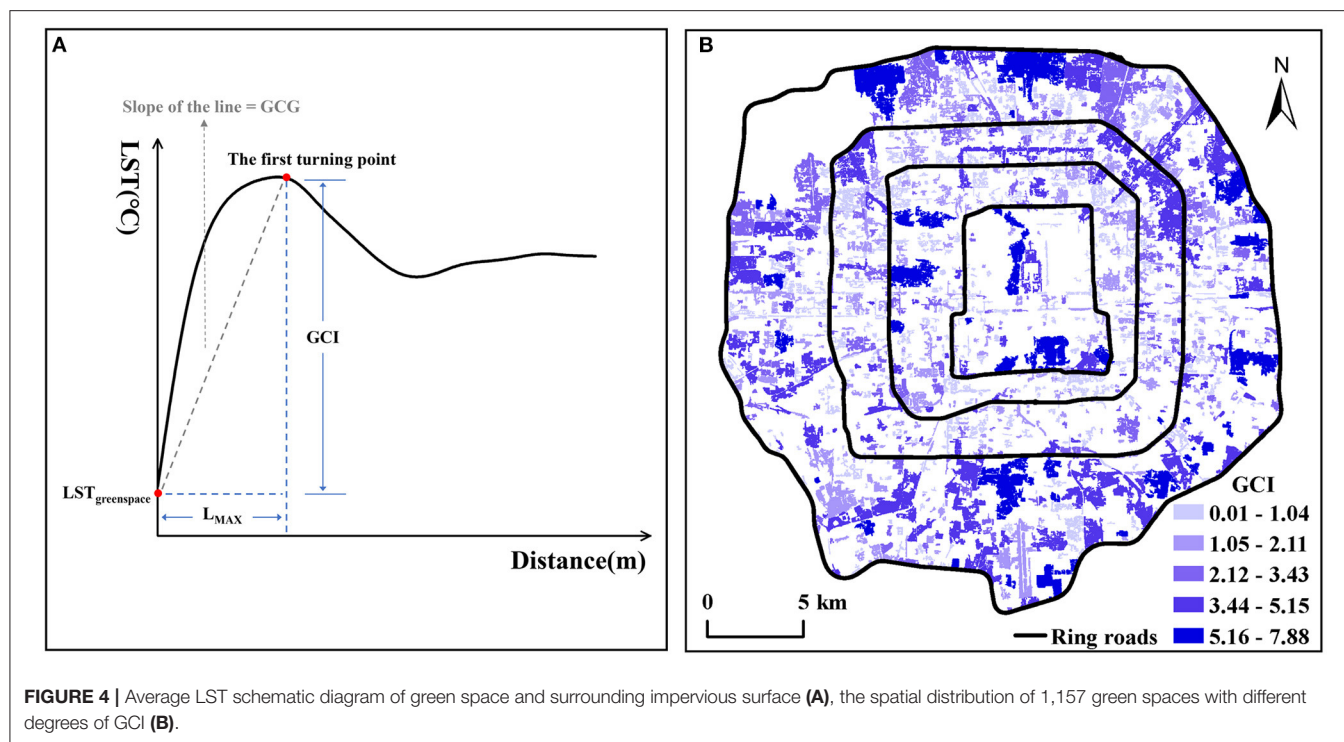 A
Slope of the line = GCG
The first turning point
LST(°C)
GCI
LSTgreenspace
LMAX
Distance(m)
B
N
GCI
0.01 - 1.04
1.05 - 2.11
2.12 - 3.43
3.44 - 5.15
5.16 - 7.88
0 5 km
Ring roads
FIGURE 4 | Average LST schematic diagram of green space and surrounding impervious surface (A), the spatial distribution of 1,157 green spaces with different
degrees of GCI (B).